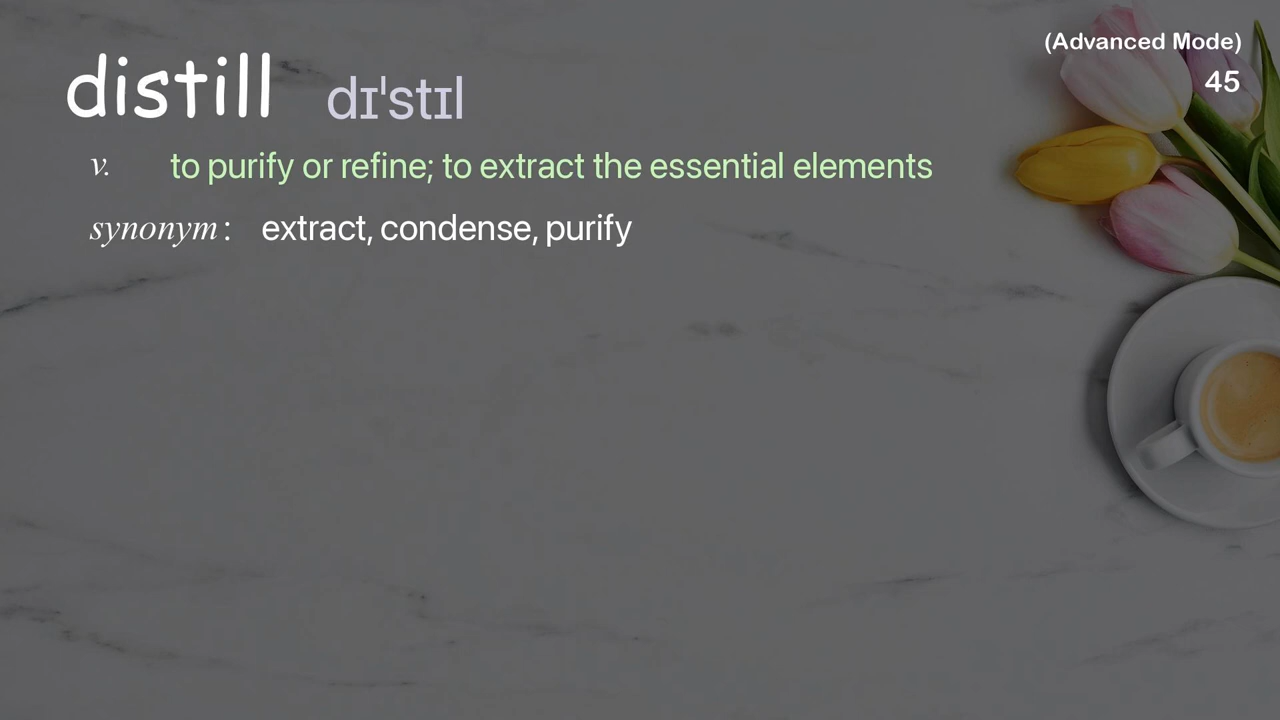 (Advanced Mode)
45
distill dɪ'stɪl
v. to purify or refine; to extract the essential elements
synonym: extract, condense, purify